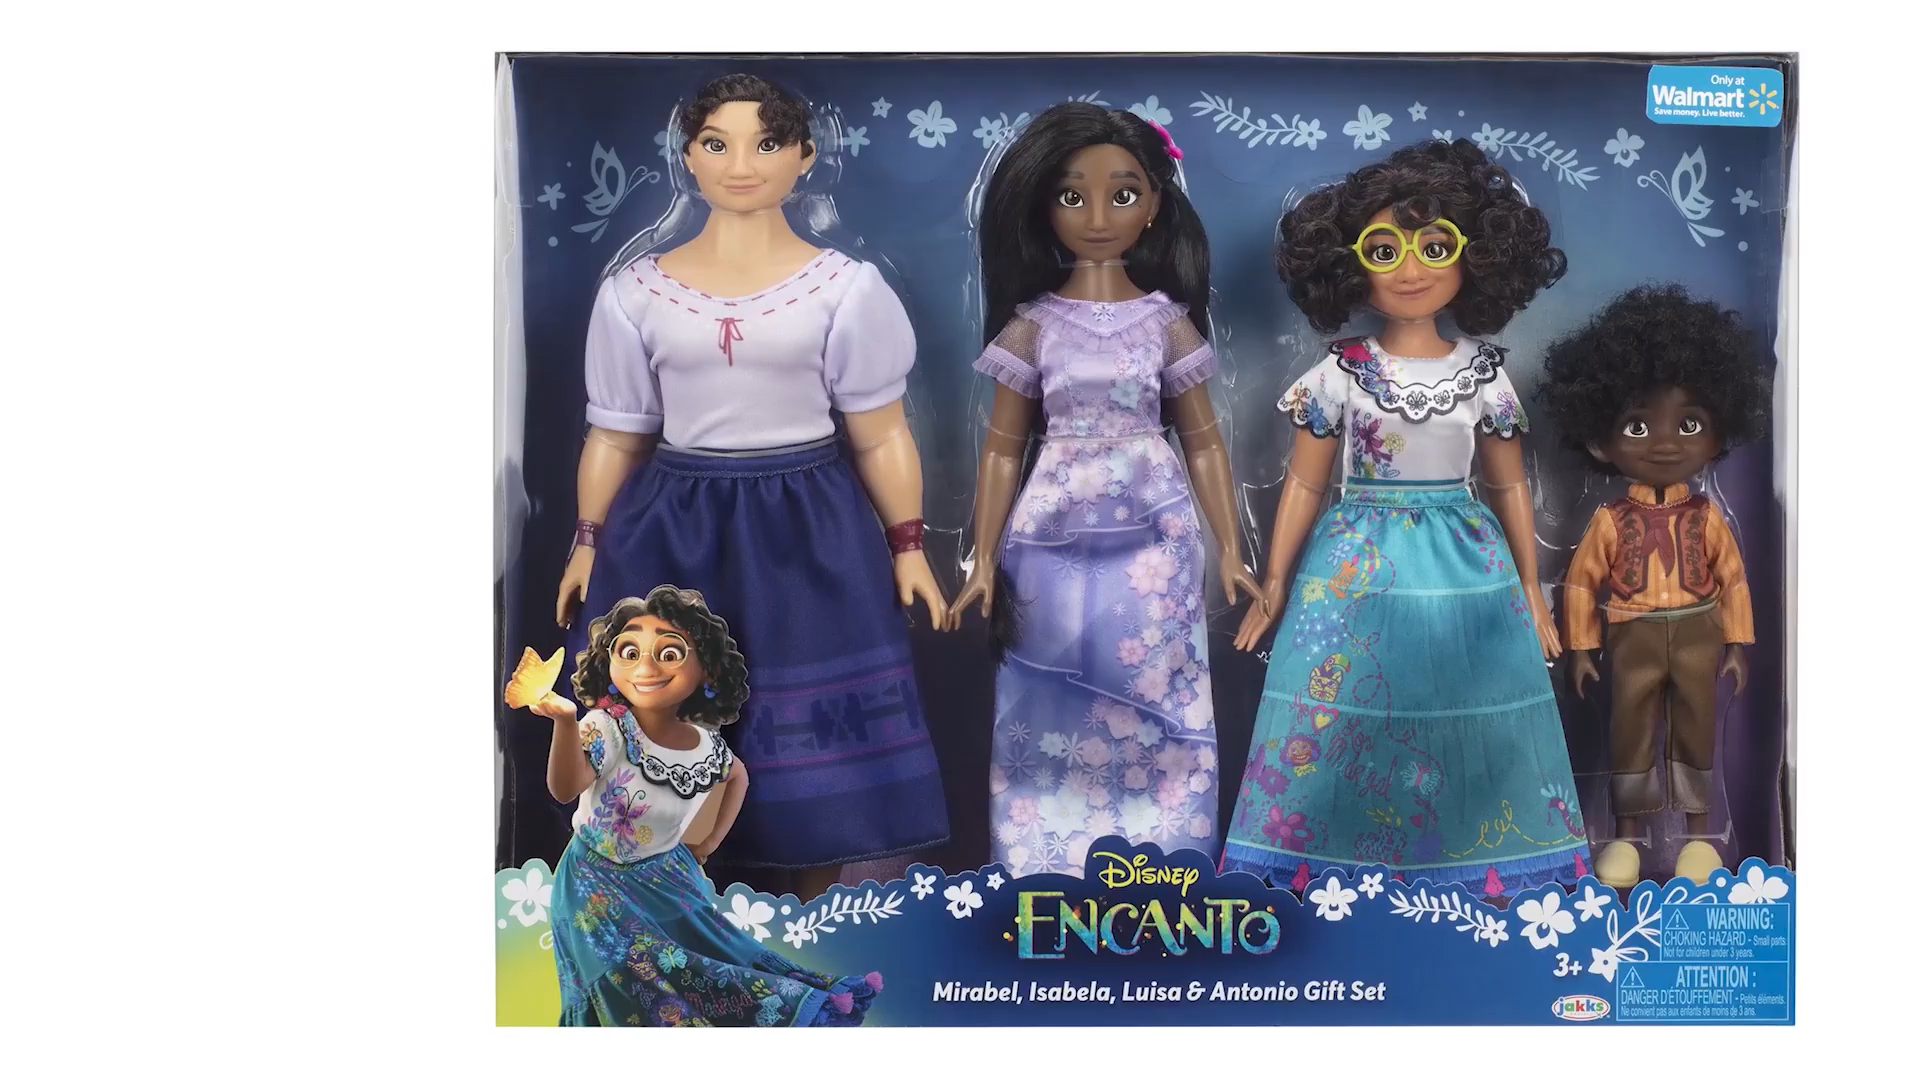 Only at
Walmart
Save money. Live better.
Disney
ENCANTO
Mirabel, Isabela, Luisa & Antonio Gift Set
3+
jakks
WARNING:
CHOKING HAZARD - Small parts
Not for children under 3 years.
ATTENTION :
DANGER D'ÉTOUFFEMENT - Petits éléments.
Ne convient pas aux enfants de moins de 3 ans.